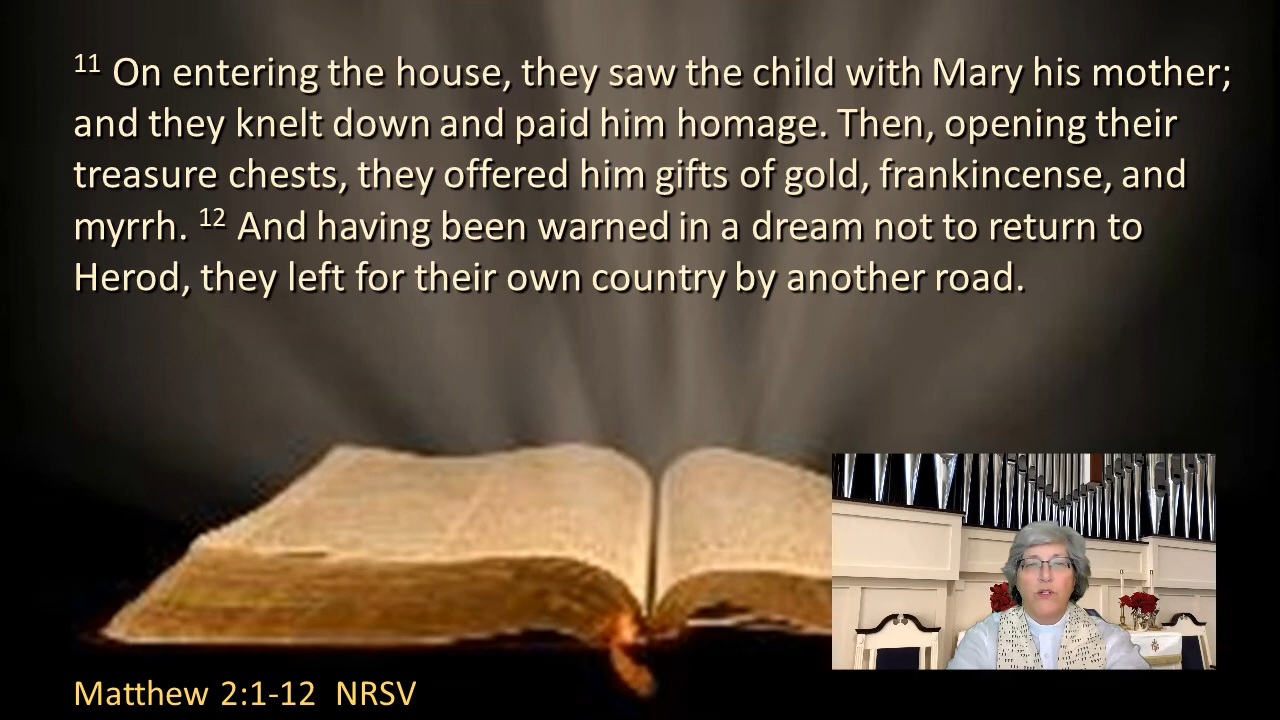 11 On entering the house, they saw the child with Mary his mother;
and they knelt down and paid him homage. Then, opening their
treasure chests, they offered him gifts of gold, frankincense, and
myrrh. 12 And having been warned in a dream not to return to
Herod, they left for their own country by another road.
Matthew 2:1-12 NRSV